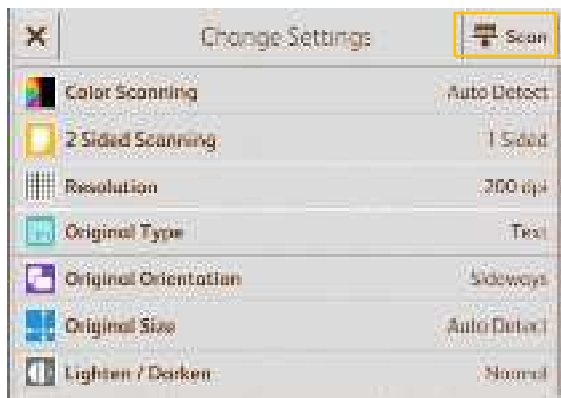 Change Settings
Scan
Color Scanning Auto Detect
2 Sided Scanning 1 Sided
Resolution 200 dpi
Original Type Text
Original Orientation Sideways
Original Size Auto Detect
Lighten / Darken Normal